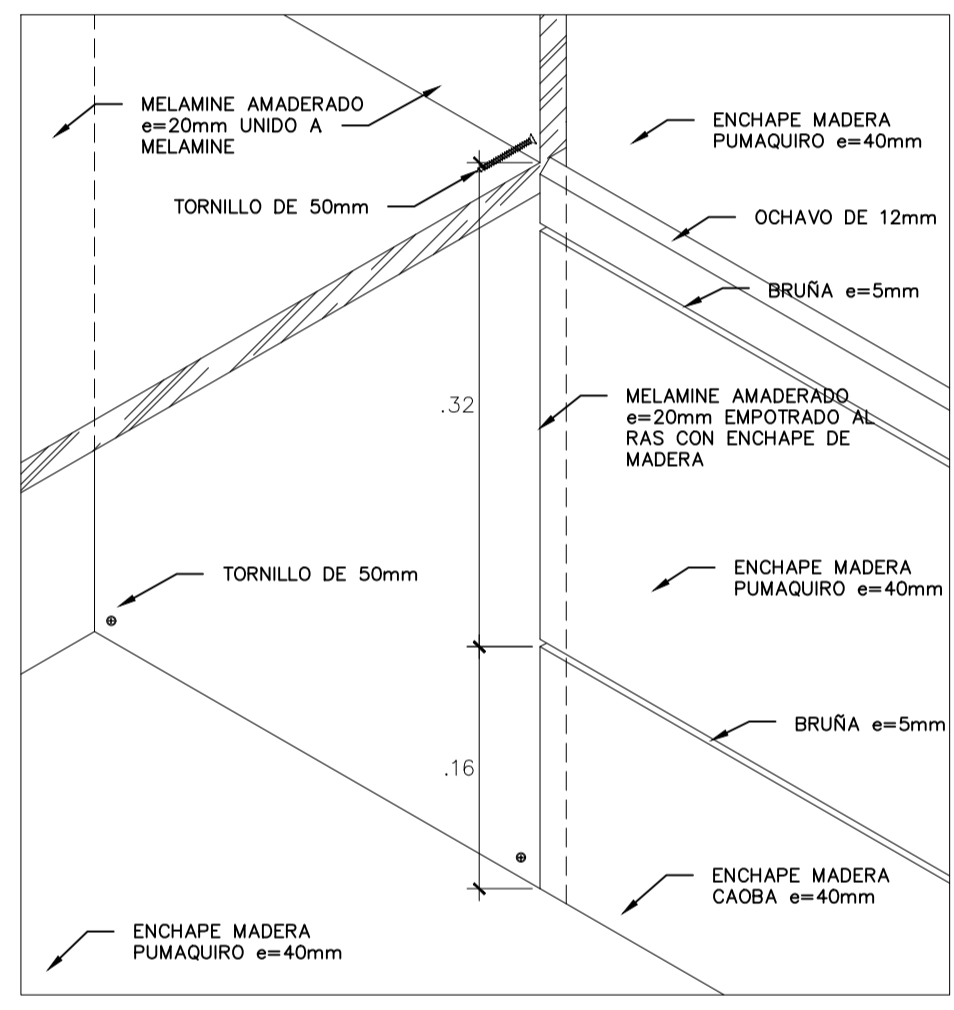 MELAMINE AMADERADO
e=20mm UNIDO A
MELAMINE
ENCHAPE MADERA
PUMAQUIRO e=40mm
TORNILLO DE 50mm
OCHAVO DE 12mm
BRUÑA e=5mm
.32
MELAMINE AMADERADO
e=20mm EMPOTRADO AL
RAS CON ENCHAPE DE
MADERA
TORNILLO DE 50mm
ENCHAPE MADERA
PUMAQUIRO e=40mm
BRUÑA e=5mm
.16
ENCHAPE MADERA
CAOBA e=40mm
ENCHAPE MADERA
PUMAQUIRO e=40mm